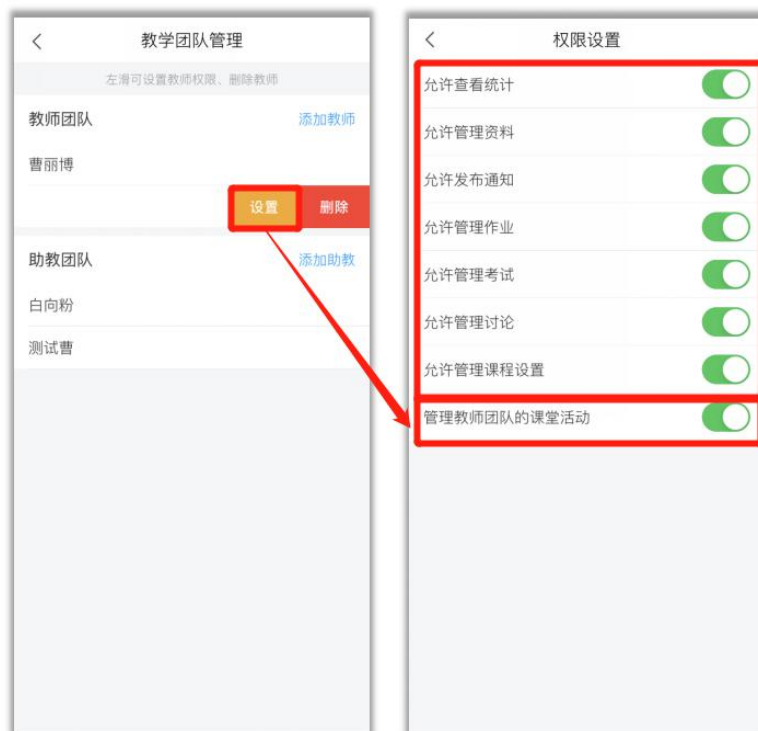 教学团队管理
左滑可设置教师权限、删除教师
教师团队
添加教师
曹丽博
设置
删除
助教团队
添加助教
白向粉
测试曹
权限设置
允许查看统计
允许管理资料
允许发布通知
允许管理作业
允许管理考试
允许管理讨论
允许管理课程设置
管理教师团队的课堂活动